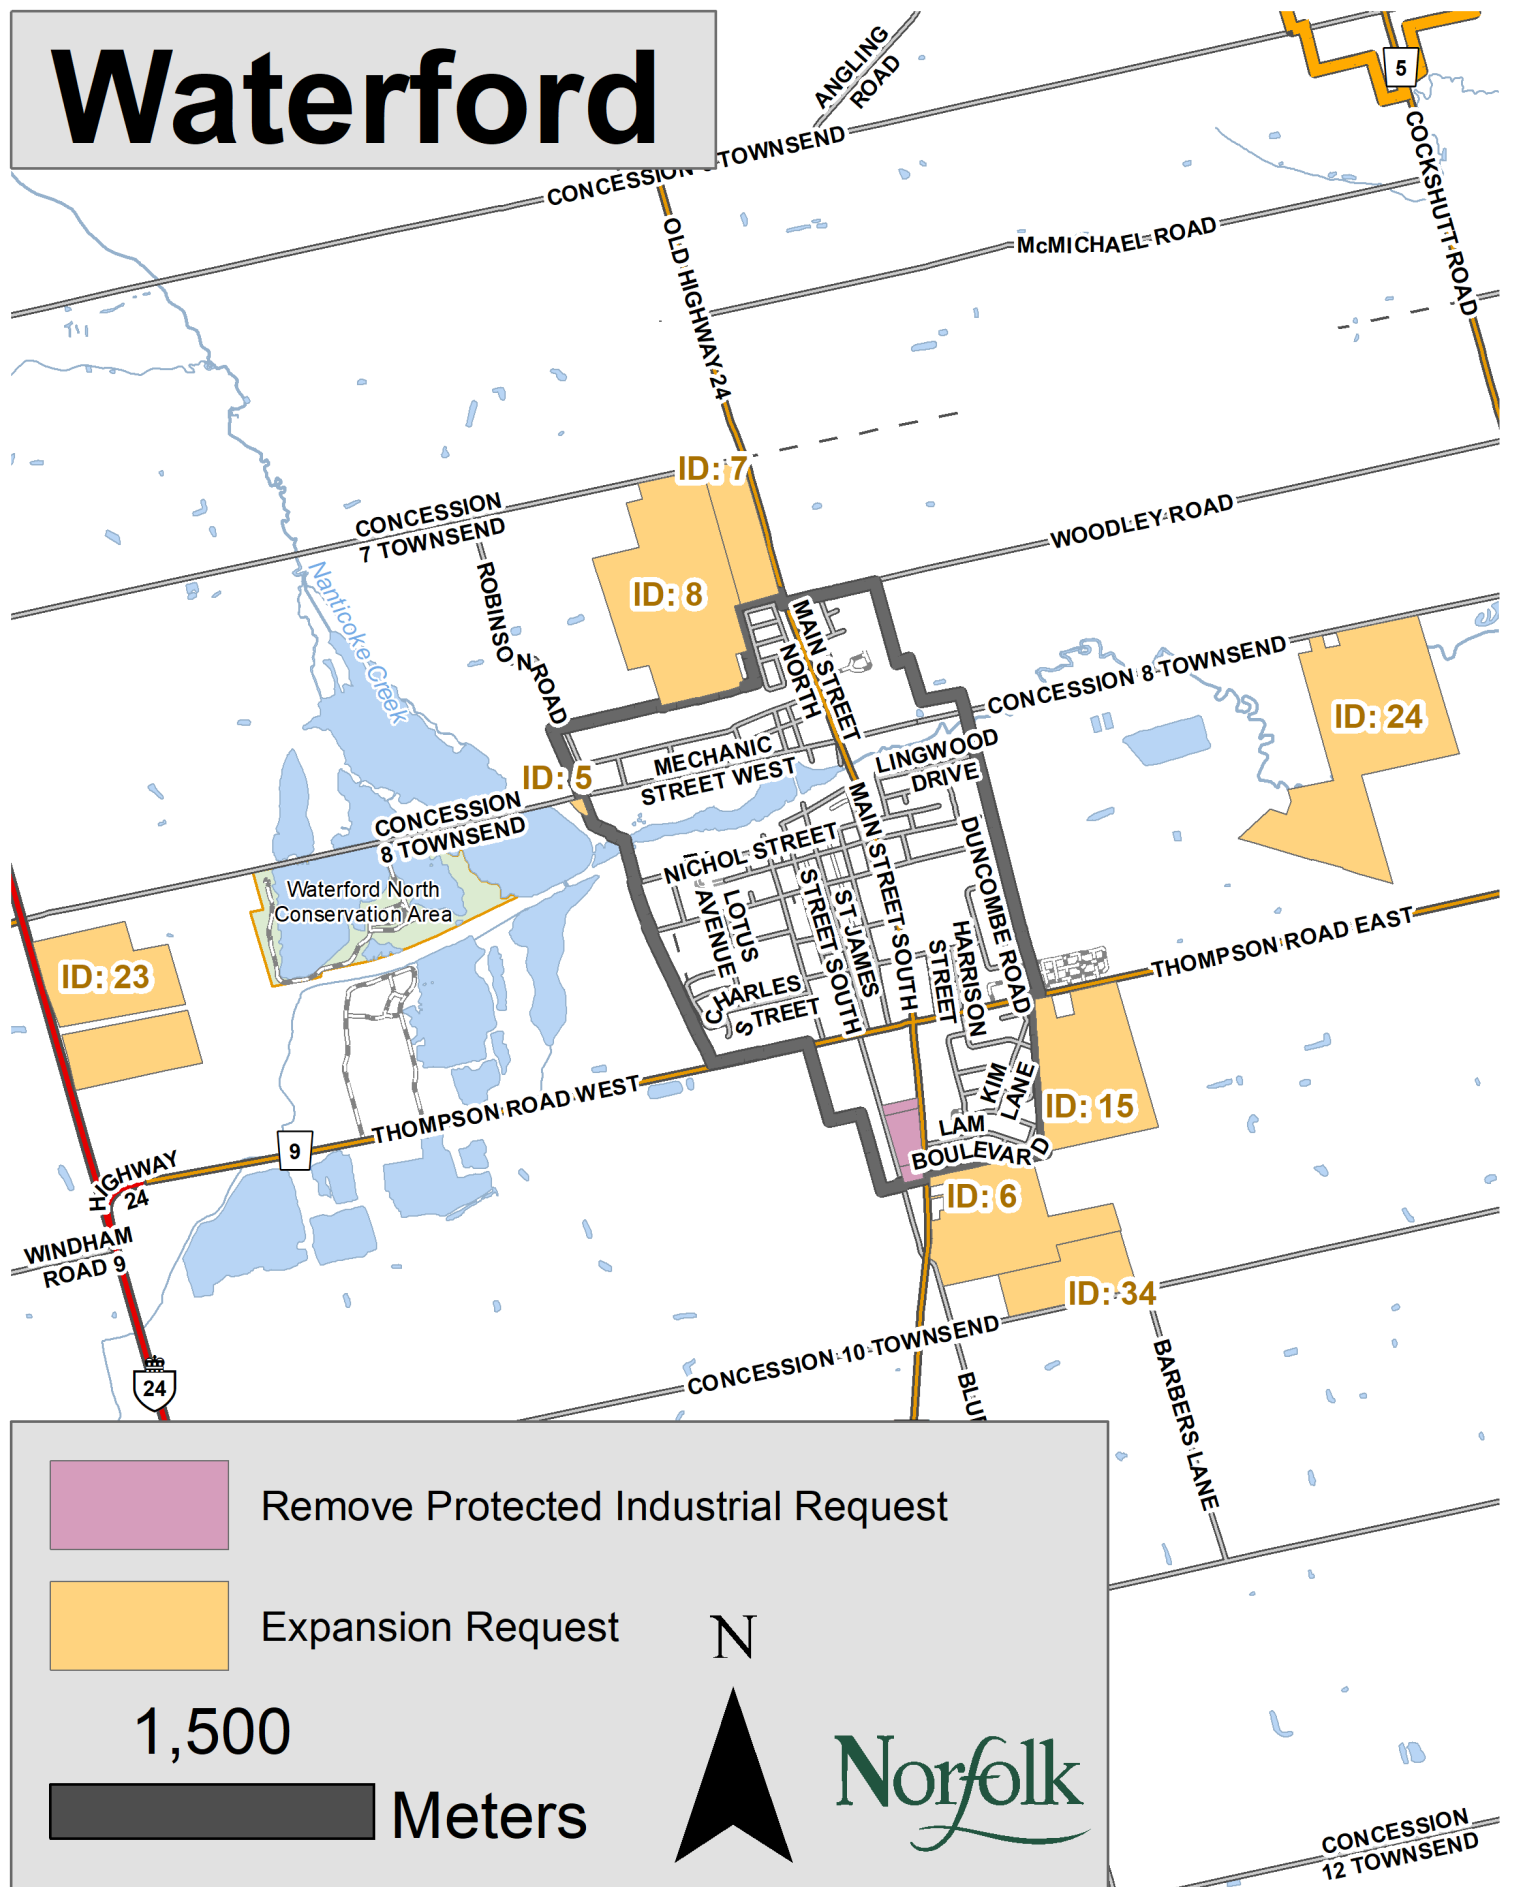 Waterford
ANGLING
ROAD
5
CONCESSION
TOWNSEND
COCKSHUTT ROAD
McMICHAEL ROAD
OLD HIGHWAY 24
ID: 7
CONCESSION
7 TOWNSEND
WOODLEY ROAD
Nanticoke Creek
ROBINSON ROAD
ID: 8
MAIN STREET
NORTH
CONCESSION 8 TOWNSEND
ID: 24
MECHANIC
STREET WEST
LINGWOOD
DRIVE
ID: 5
CONCESSION
8 TOWNSEND
NICHOL STREET
MAIN STREET SOUTH
DUNCOMBE ROAD
Waterford North
Conservation Area
LOTUS
AVENUE
ST JAMES
STREET SOUTH
HARRISON
STREET
THOMPSON ROAD EAST
ID: 23
CHARLES
STREET
KIM
LANE
ID: 15
THOMPSON ROAD WEST
LAM
BOULEVARD
9
HIGHWAY
24
ID: 6
WINDHAM
ROAD 9
ID: 34
CONCESSION 10 TOWNSEND
BARBERS LANE
24
Remove Protected Industrial Request
Expansion Request
N
1,500
Meters
Norfolk
CONCESSION
12 TOWNSEND